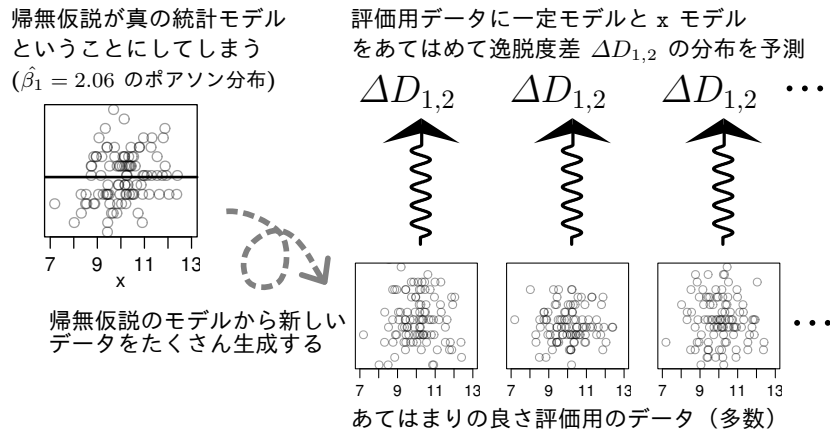 帰無仮説が真の統計モデル
ということにしてしまう
(β̂₁ = 2.06 のポアソン分布)
7 9 11 13
x
帰無仮説のモデルから新しい
データをたくさん生成する
評価用データに一定モデルと x モデル
をあてはめて逸脱度差 ΔD₁,₂ の分布を予測
ΔD₁,₂ ΔD₁,₂ ΔD₁,₂ …
…
7 9 11 13 7 9 11 13 7 9 11 13
あてはまりの良さ評価用のデータ（多数）